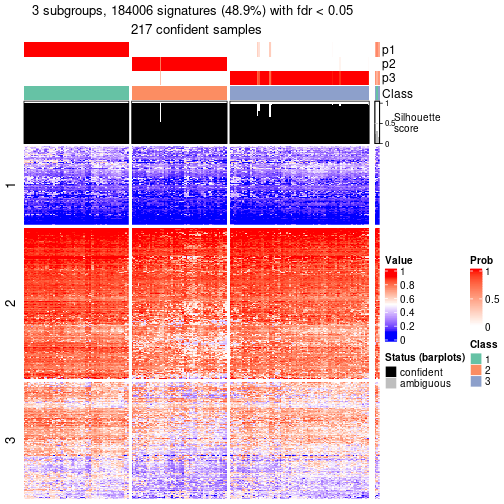 3 subgroups, 184006 signatures (48.9%) with fdr < 0.05
217 confident samples
p1
p2
p3
Class
1
0.5
0
Silhouette
score
1
2
3
Value
1
0.8
0.6
0.4
0.2
0
Prob
1
0.5
0
Status (barplots)
confident
ambiguous
Class
1
2
3